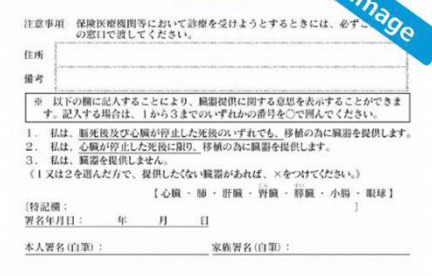 注意事項 保険医療機関等において診療を受けようとするときには、必ずこ
の窓口で渡してください。
住所
備考
※ 以下の欄に記入することにより、臓器提供に関する意思を表示することができま
す。記入する場合は、1から3までのいずれかの番号を○で囲んでください。
1. 私は、脳死後及び心臓が停止した死後のいずれでも、移植の為に臓器を提供します。
2. 私は、心臓が停止した死後に限り、移植の為に臓器を提供します。
3. 私は、臓器を提供しません。
《1又は2を選んだ方で、提供したくない臓器があれば、×をつけてください。》
【心臓・肺・肝臓・腎臓・膵臓・小腸・眼球】
[特記欄: ]
署名年月日: 年 月 日
本人署名(自筆): 家族署名(自筆):
mage